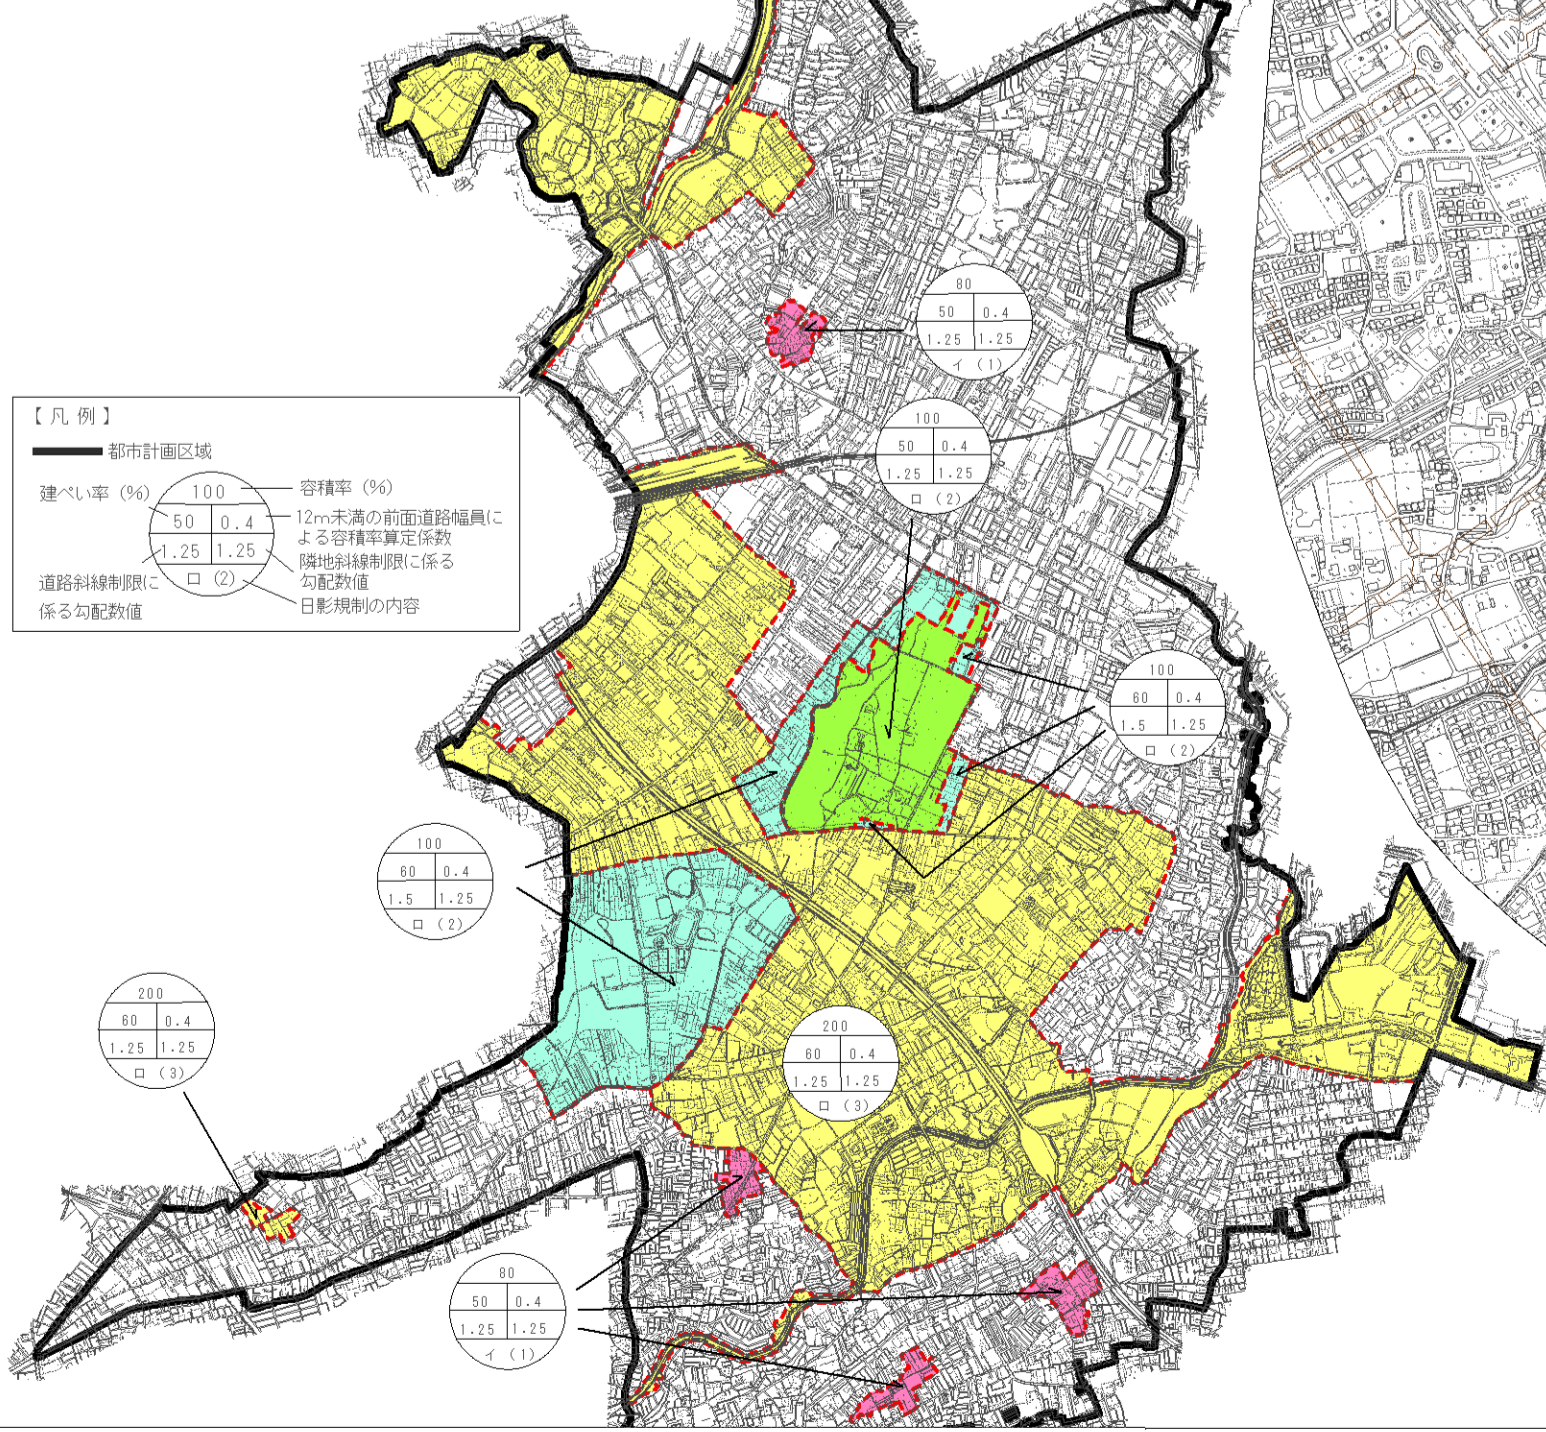 80
50 0.4
1.25 1.25
イ (1)
100
50 0.4
1.25 1.25
ロ (2)
【凡例】
都市計画区域
建ぺい率 (%)
100
容積率 (%)
50 0.4
12m未満の前面道路幅員に
よる容積率算定係数
1.25 1.25
隣地斜線制限に係る
勾配数値
ロ (2)
道路斜線制限に
係る勾配数値
日影規制の内容
100
60 0.4
1.5 1.25
ロ (2)
100
60 0.4
1.5 1.25
ロ (2)
200
60 0.4
1.25 1.25
ロ (3)
200
60 0.4
1.25 1.25
ロ (3)
80
50 0.4
1.25 1.25
イ (1)